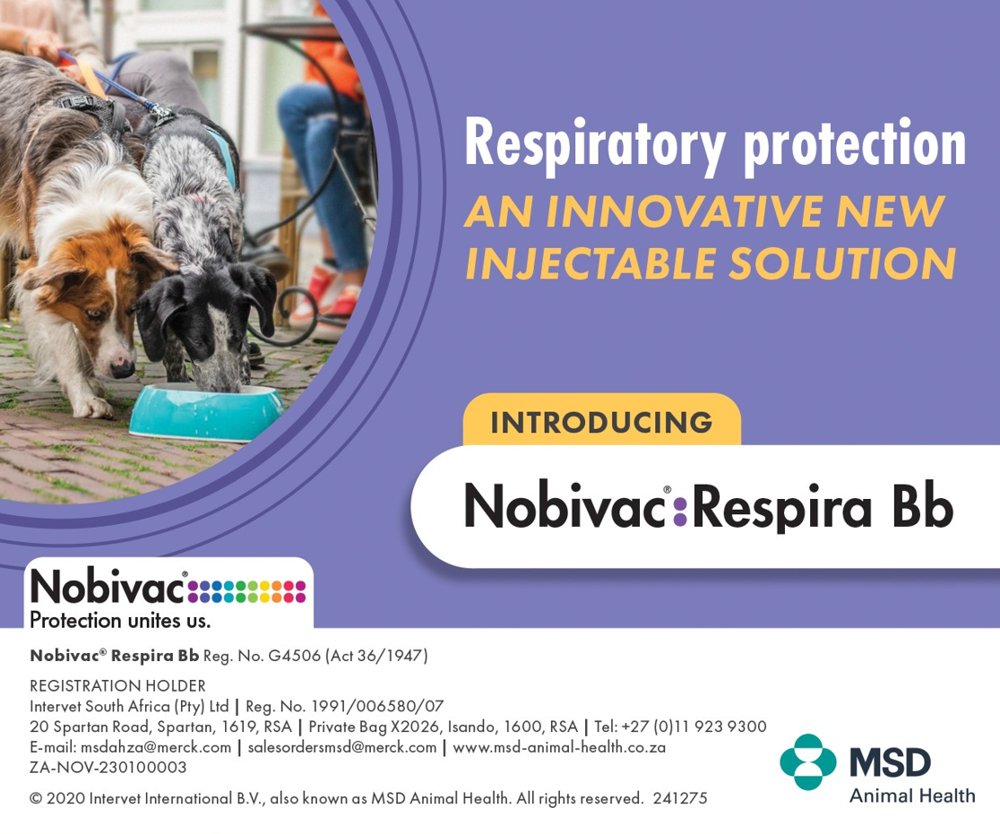 Respiratory protection
AN INNOVATIVE NEW
INJECTABLE SOLUTION
INTRODUCING
Nobivac®:Respira Bb
Nobivac®
Protection unites us.
Nobivac® Respira Bb Reg. No. G4506 (Act 36/1947)
REGISTRATION HOLDER
Intervet South Africa (Pty) Ltd | Reg. No. 1991/006580/07
20 Spartan Road, Spartan, 1619, RSA | Private Bag X2026, Isando, 1600, RSA | Tel: +27 (0)11 923 9300
E-mail: msdahza@merck.com | salesordersmsd@merck.com | www.msd-animal-health.co.za
ZA-NOV-230100003
© 2020 Intervet International B.V., also known as MSD Animal Health. All rights reserved. 241275
MSD
Animal Health